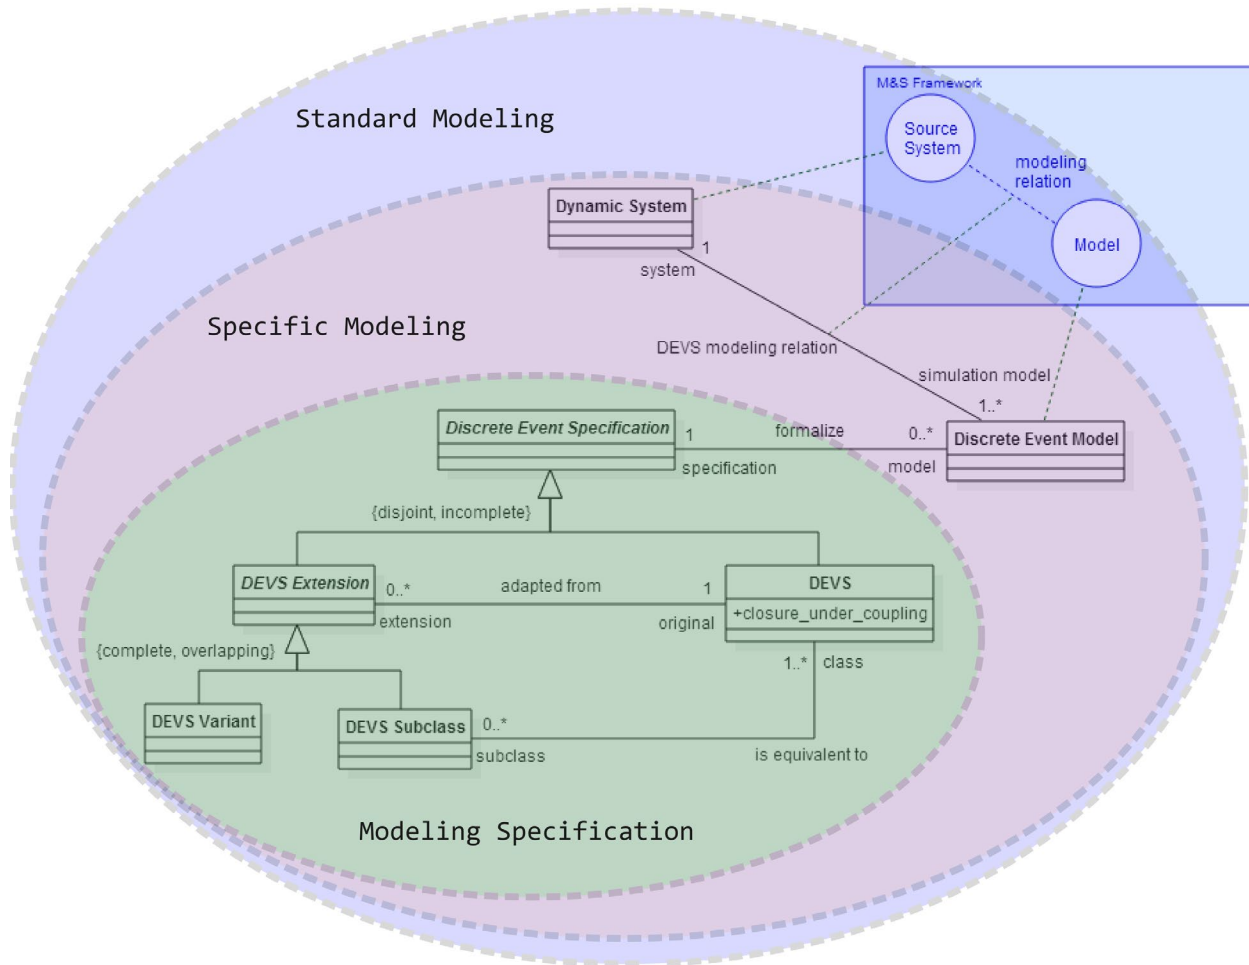 M&S Framework
Standard Modeling
Source
System
modeling
relation
Dynamic System
Model
1
system
Specific Modeling
DEVS modeling relation
simulation model
1..*
Discrete Event Specification
1
formalize
0..*
Discrete Event Model
specification
model
{disjoint, incomplete}
DEVS Extension
0..*
adapted from
1
DEVS
+closure_under_coupling
extension
original
{complete, overlapping}
1..*
class
DEVS Variant
DEVS Subclass
0..*
subclass
is equivalent to
Modeling Specification